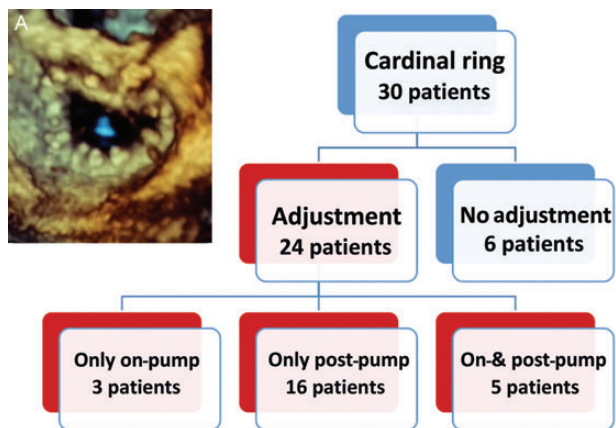 A
Cardinal ring
30 patients
Adjustment
24 patients
No adjustment
6 patients
Only on-pump
3 patients
Only post-pump
16 patients
On-& post-pump
5 patients